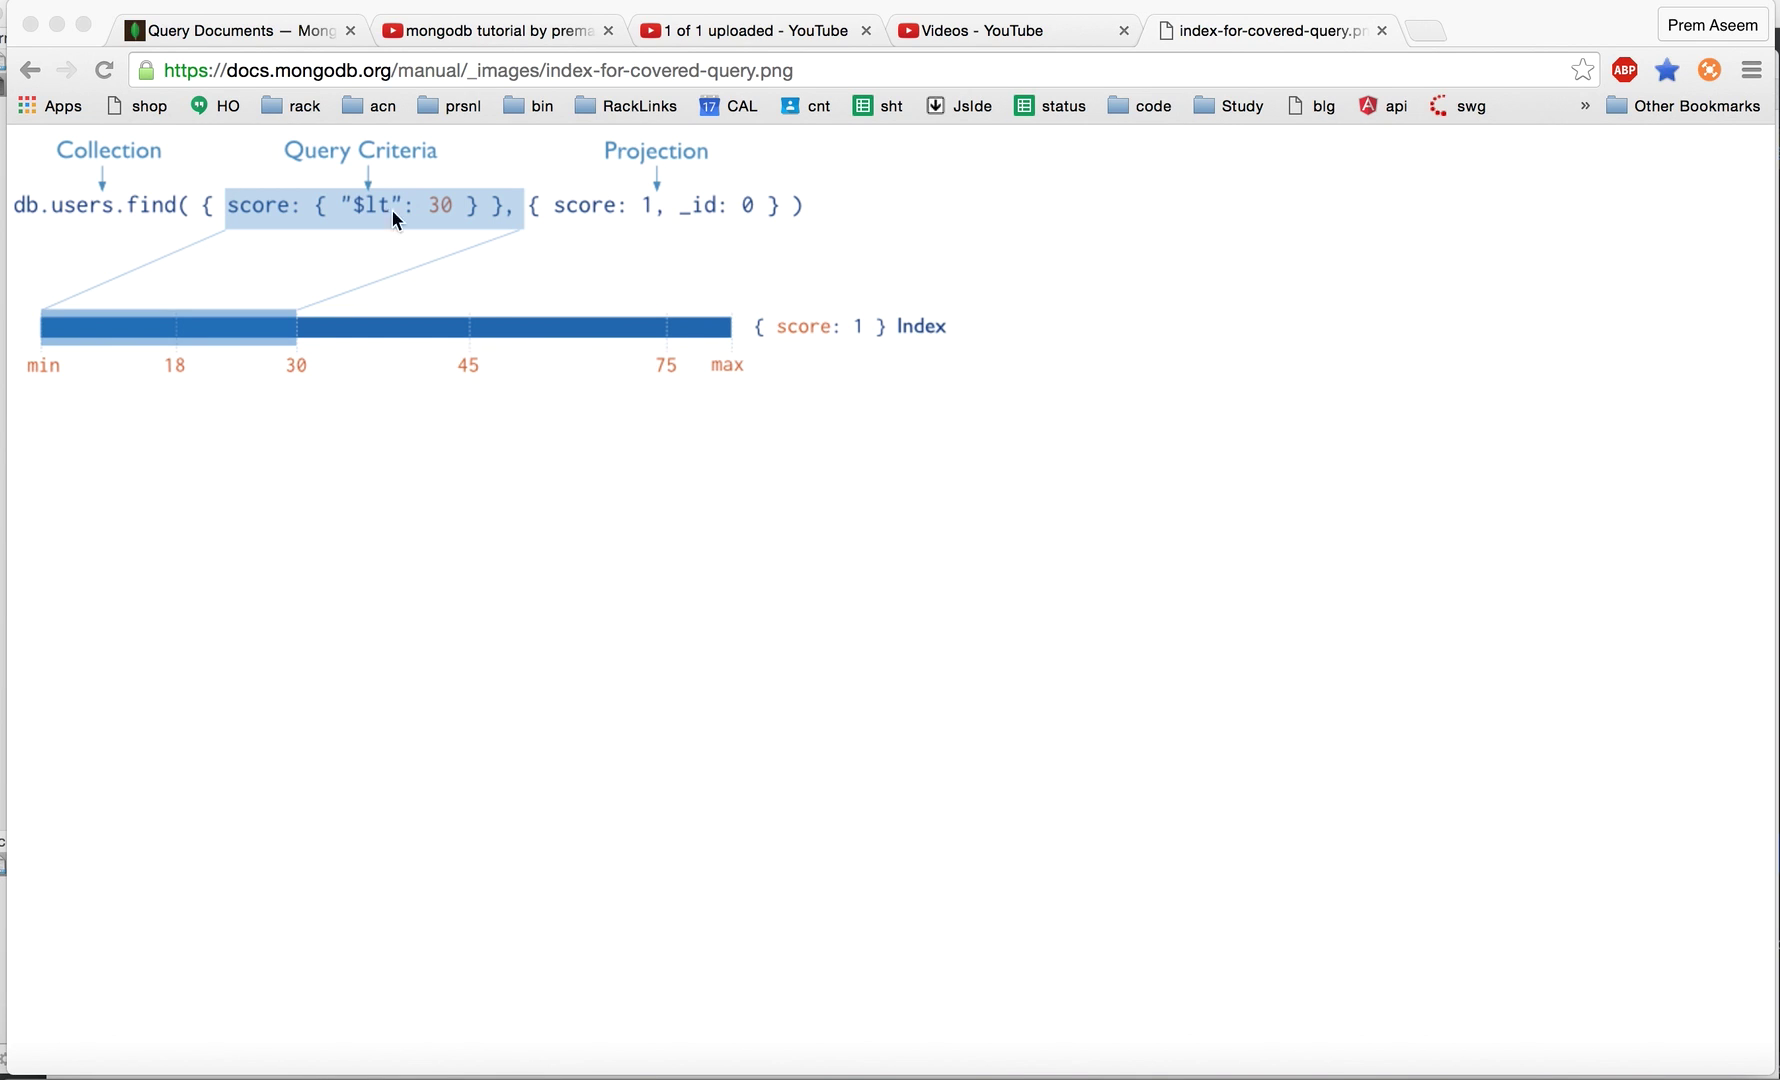 Query Documents — Mong
mongodb tutorial by prema
1 of 1 uploaded - YouTube
Videos - YouTube
index-for-covered-query.pn
Prem Aseem
https://docs.mongodb.org/manual/_images/index-for-covered-query.png
ABP
Apps shop HO rack acn prsnl bin RackLinks 17 CAL cnt sht JsIde status code Study blg api swg » Other Bookmarks
Collection Query Criteria Projection
db.users.find( { score: { "$lt": 30 } }, { score: 1, _id: 0 } )
{ score: 1 } Index
min 18 30 45 75 max